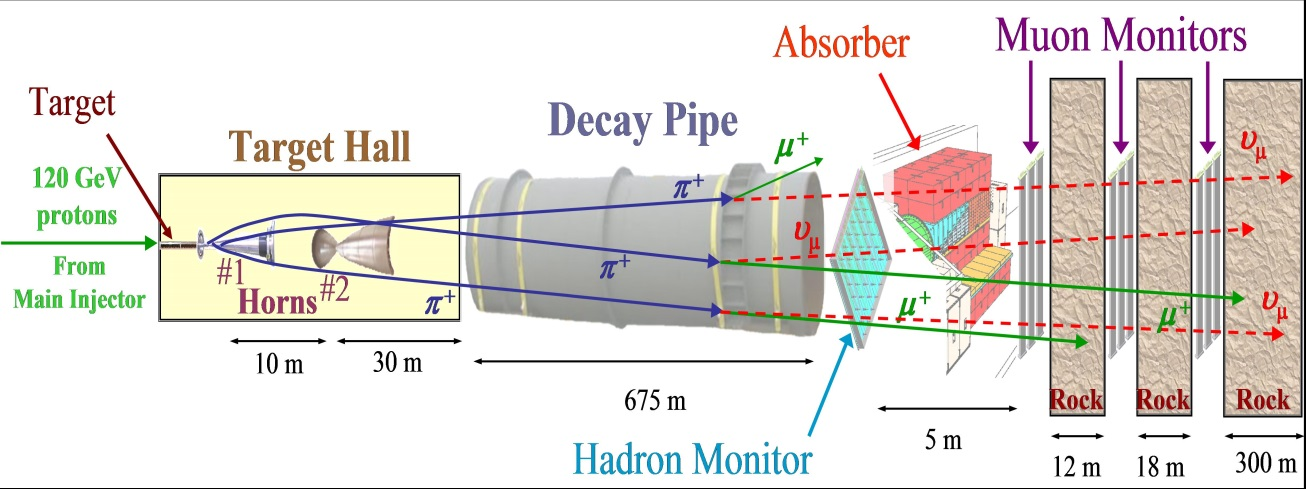 Absorber
Muon Monitors
Target
Decay Pipe
Target Hall
120 GeV
protons
From
Main Injector
#1
#2
Horns
π+
π+
π+
μ+
μ+
μ+
υμ
υμ
υμ
10 m
30 m
675 m
Hadron Monitor
5 m
Rock
Rock
Rock
12 m
18 m
300 m